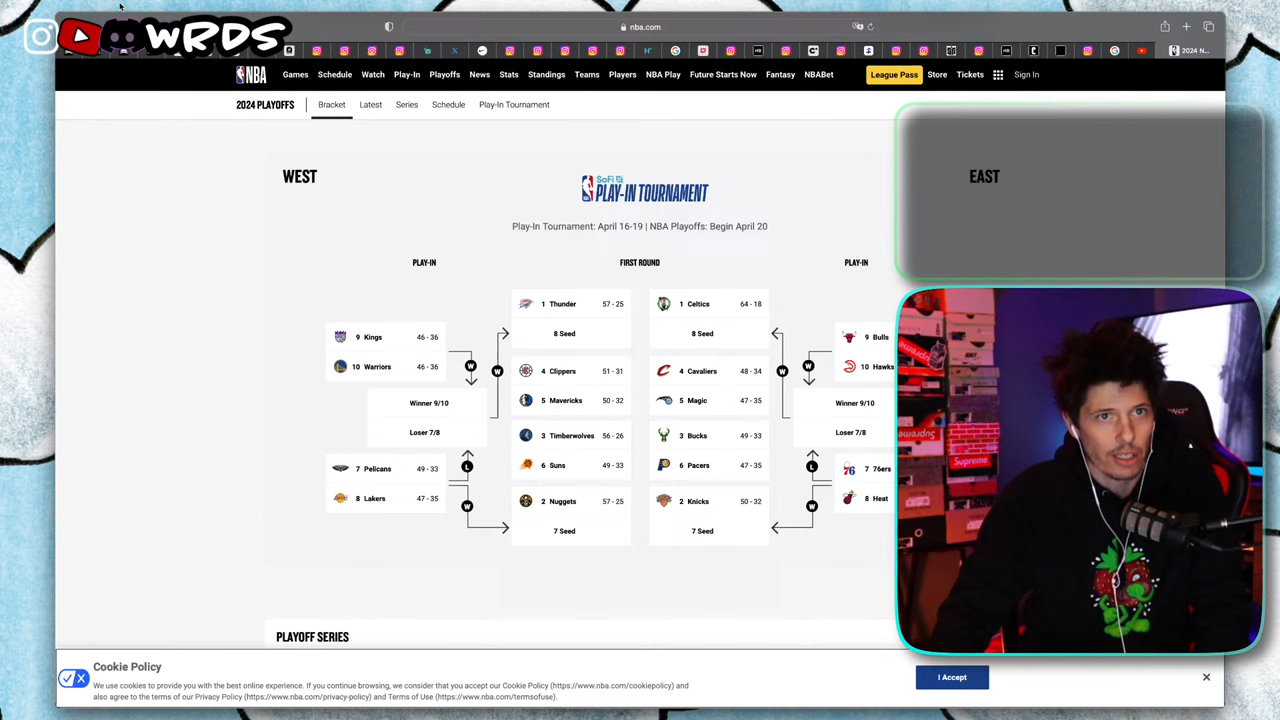 WRDS
nba.com
NBA Games Schedule Watch Play-In Playoffs News Stats Standings Teams Players NBA Play Future Starts Now Fantasy NBABet League Pass Store Tickets Sign In
2024 N...
2024 PLAYOFFS Bracket Latest Series Schedule Play-In Tournament
WEST
SoFi
PLAY-IN TOURNAMENT
EAST
Play-In Tournament: April 16-19 | NBA Playoffs: Begin April 20
PLAY-IN FIRST ROUND PLAY-IN
1 Thunder 57 - 25
8 Seed
1 Celtics 64 - 18
8 Seed
9 Kings 46 - 36
10 Warriors 46 - 36
W
W
4 Clippers 51 - 31
5 Mavericks 50 - 32
4 Cavaliers 48 - 34
5 Magic 47 - 35
W
W
9 Bulls
10 Hawks
Winner 9/10
Loser 7/8
Winner 9/10
Loser 7/8
3 Timberwolves 56 - 26
6 Suns 49 - 33
3 Bucks 49 - 33
6 Pacers 47 - 35
7 Pelicans 49 - 33
8 Lakers 47 - 35
L
W
L
W
7 76ers
8 Heat
2 Nuggets 57 - 25
7 Seed
2 Knicks 50 - 32
7 Seed
PLAYOFF SERIES
Cookie Policy
We use cookies to provide you with the best online experience. If you continue browsing, we consider that you accept our Cookie Policy (https://www.nba.com/cookiepolicy) and
also agree to the terms of our Privacy Policy (https://www.nba.com/privacy-policy) and Terms of Use (https://www.nba.com/termsofuse).
I Accept
Supreme